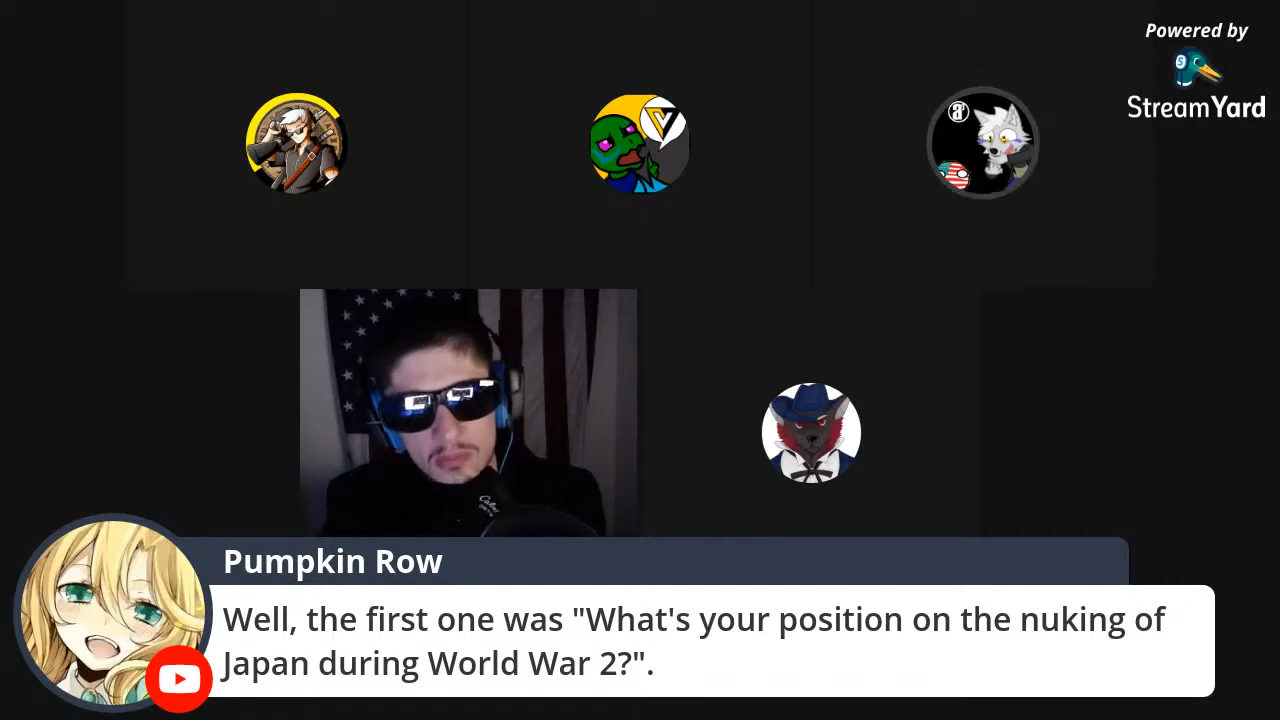 Powered by
StreamYard
Pumpkin Row
Well, the first one was "What's your position on the nuking of
Japan during World War 2?".